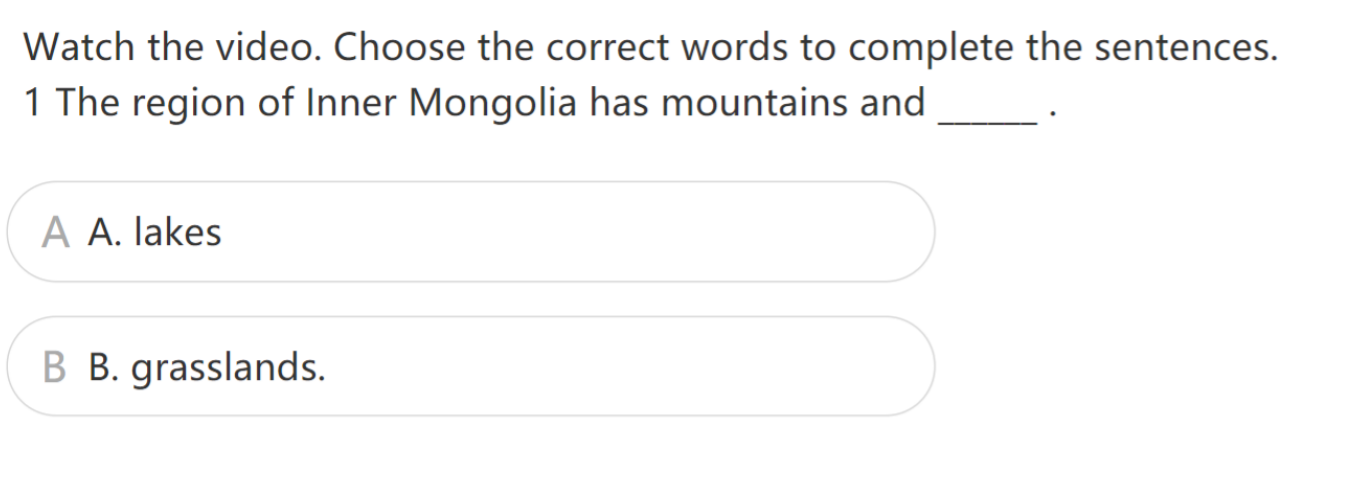 Watch the video. Choose the correct words to complete the sentences.
1 The region of Inner Mongolia has mountains and ______ .
A A. lakes
B B. grasslands.